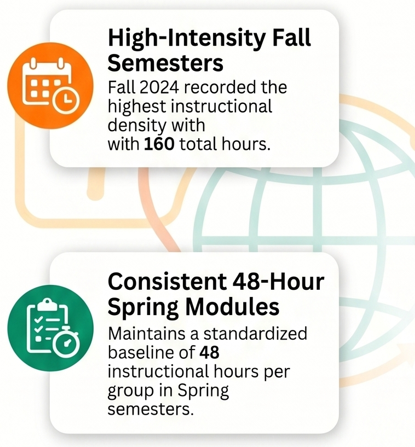 High-Intensity Fall
Semesters
Fall 2024 recorded the
highest instructional
density with
with 160 total hours.
Consistent 48-Hour
Spring Modules
Maintains a standardized
baseline of 48
instructional hours per
group in Spring
semesters.